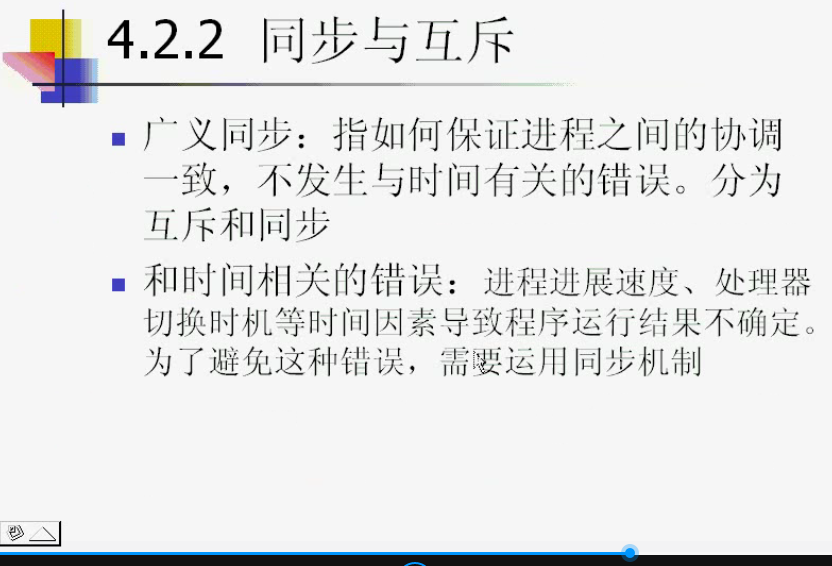 4.2.2 同步与互斥
广义同步：指如何保证进程之间的协调
一致，不发生与时间有关的错误。分为
互斥和同步
和时间相关的错误：进程进展速度、处理器
切换时机等时间因素导致程序运行结果不确定。
为了避免这种错误，需要运用同步机制